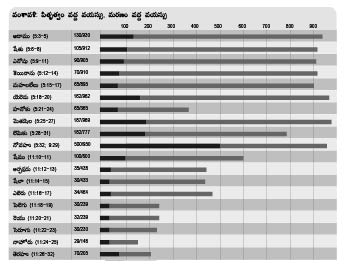 వంశావళి: పితృత్వం వద్ద వయస్సు, మరణం వద్ద వయస్సు
100 200 300 400 500 600 700 800 900
ఆదాము (5:3-5) 130/930
షేతు (5:6-8) 105/912
ఎనోషు (5:9-11) 90/905
కెయినాను (5:12-14) 70/910
మహలలేలు (5:15-17) 65/895
యెరెదు (5:18-20) 162/962
హనోకు (5:21-24) 65/365
మెతూషెల (5:25-27) 187/969
లేమెకు (5:28-31) 182/777
నోవహు (5:32; 9:29) 500/950
షేము (11:10-11) 100/600
అర్పక్షదు (11:12-13) 35/438
షేలా (11:14-15) 30/433
ఎబెరు (11:16-17) 34/464
పెలెగు (11:18-19) 30/239
రయూ (11:20-21) 32/239
సెరూగు (11:22-23) 30/230
నాహోరు (11:24-25) 29/148
తెరహు (11:26-32) 70/205